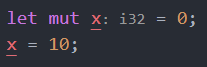 let mut x: i32 = 0;
x = 10;